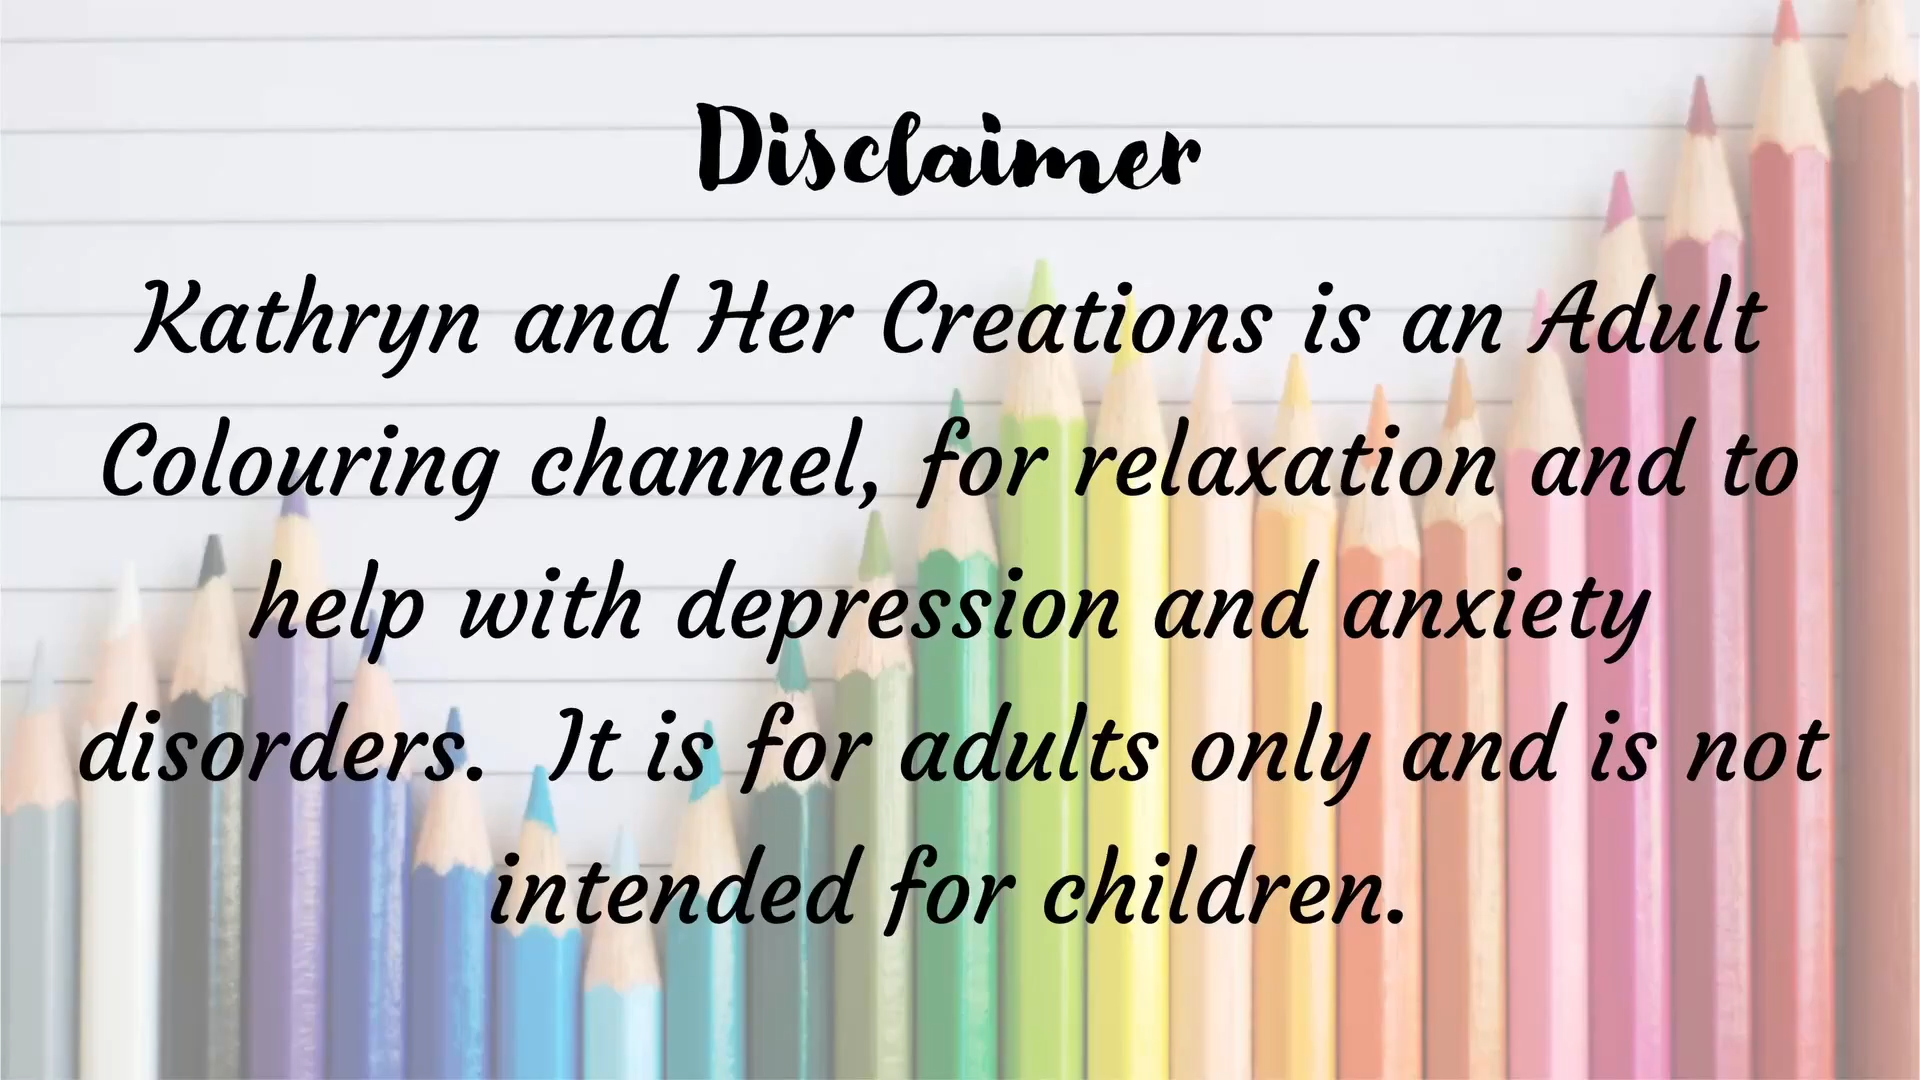 Disclaimer
Kathryn and Her Creations is an Adult
Colouring channel, for relaxation and to
help with depression and anxiety
disorders.  It is for adults only and is not
intended for children.